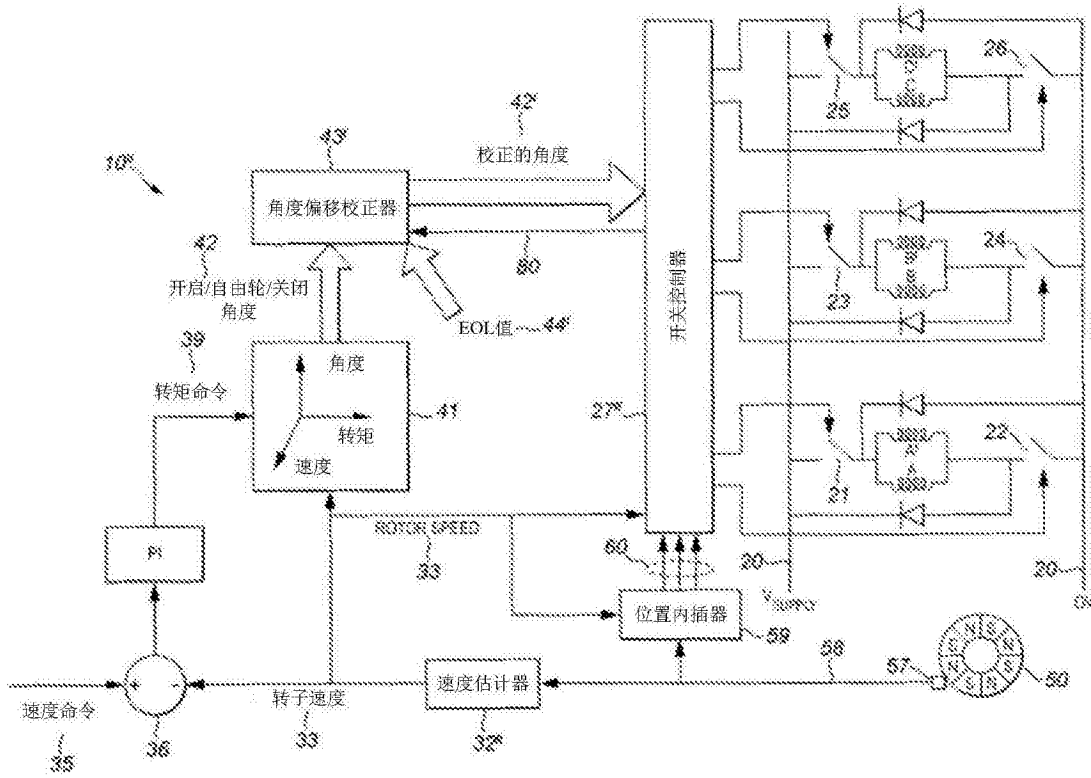 10"
43'
角度偏移校正器
42'
校正的角度
80
42
开启/自由轮/关闭
角度
EOL值
44'
39
转矩命令
角度
转矩
速度
41
PI
+
-
速度命令
35
36
转子速度
33
ROTOR SPEED
33
速度估计器
32"
开关控制器
27"
60
位置内插器
59
58
57
50
N
S
25
26
23
24
21
22
20
V SUPPLY
20